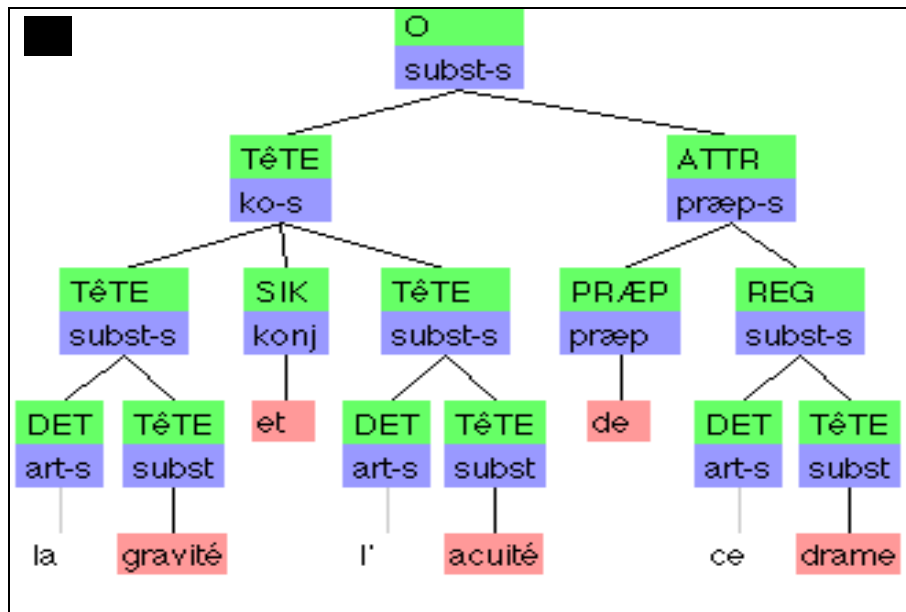 O
subst-s
TêTE ATTR
ko-s præp-s
TêTE SIK TêTE PRÆP REG
subst-s konj subst-s præp subst-s
DET TêTE et DET TêTE de DET TêTE
art-s subst art-s subst art-s subst
la gravité l' acuité ce drame